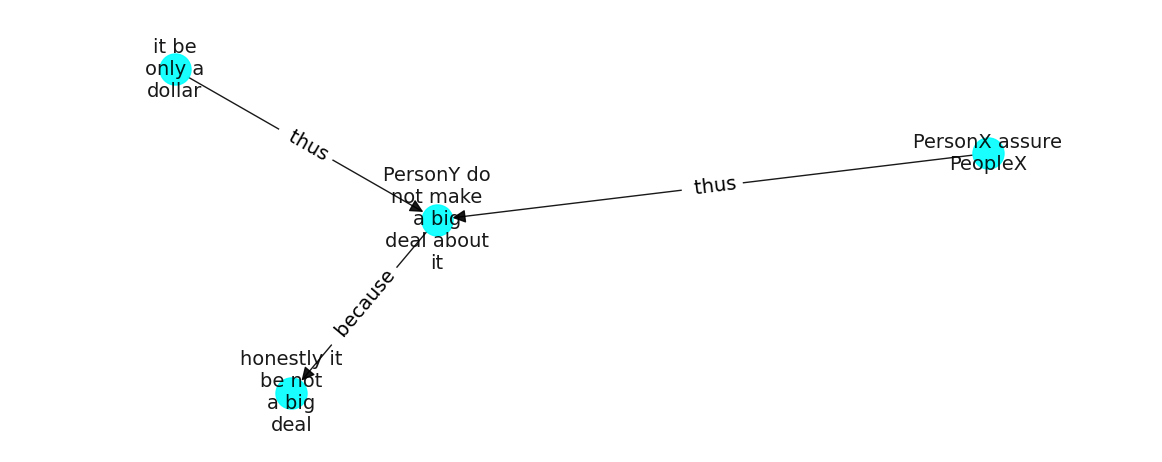 it be
only a
dollar
thus
PersonX assure
PeopleX
thus
PersonY do
not make
a big
deal about
it
because
honestly it
be not
a big
deal